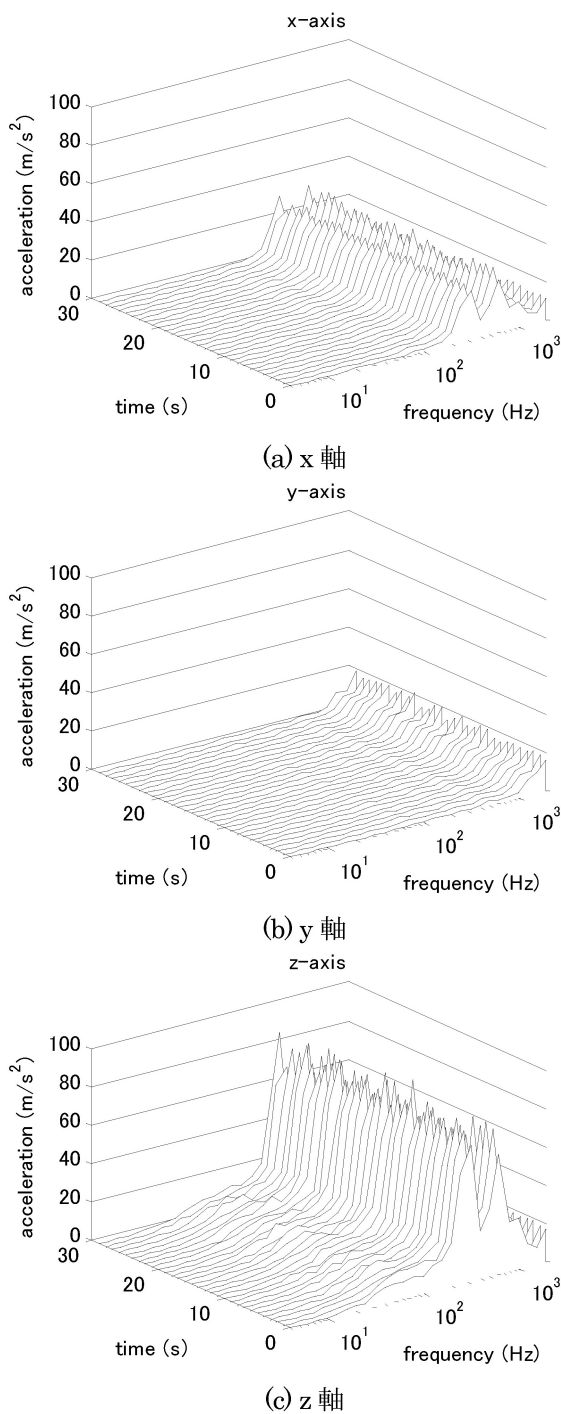 x-axis
100
80
60
40
20
0
acceleration (m/s²)
30
20
10
0
time (s)
10¹
10²
10³
frequency (Hz)
(a) x 軸
y-axis
100
80
60
40
20
0
acceleration (m/s²)
30
20
10
0
time (s)
10¹
10²
10³
frequency (Hz)
(b) y 軸
z-axis
100
80
60
40
20
0
acceleration (m/s²)
30
20
10
0
time (s)
10¹
10²
10³
frequency (Hz)
(c) z 軸